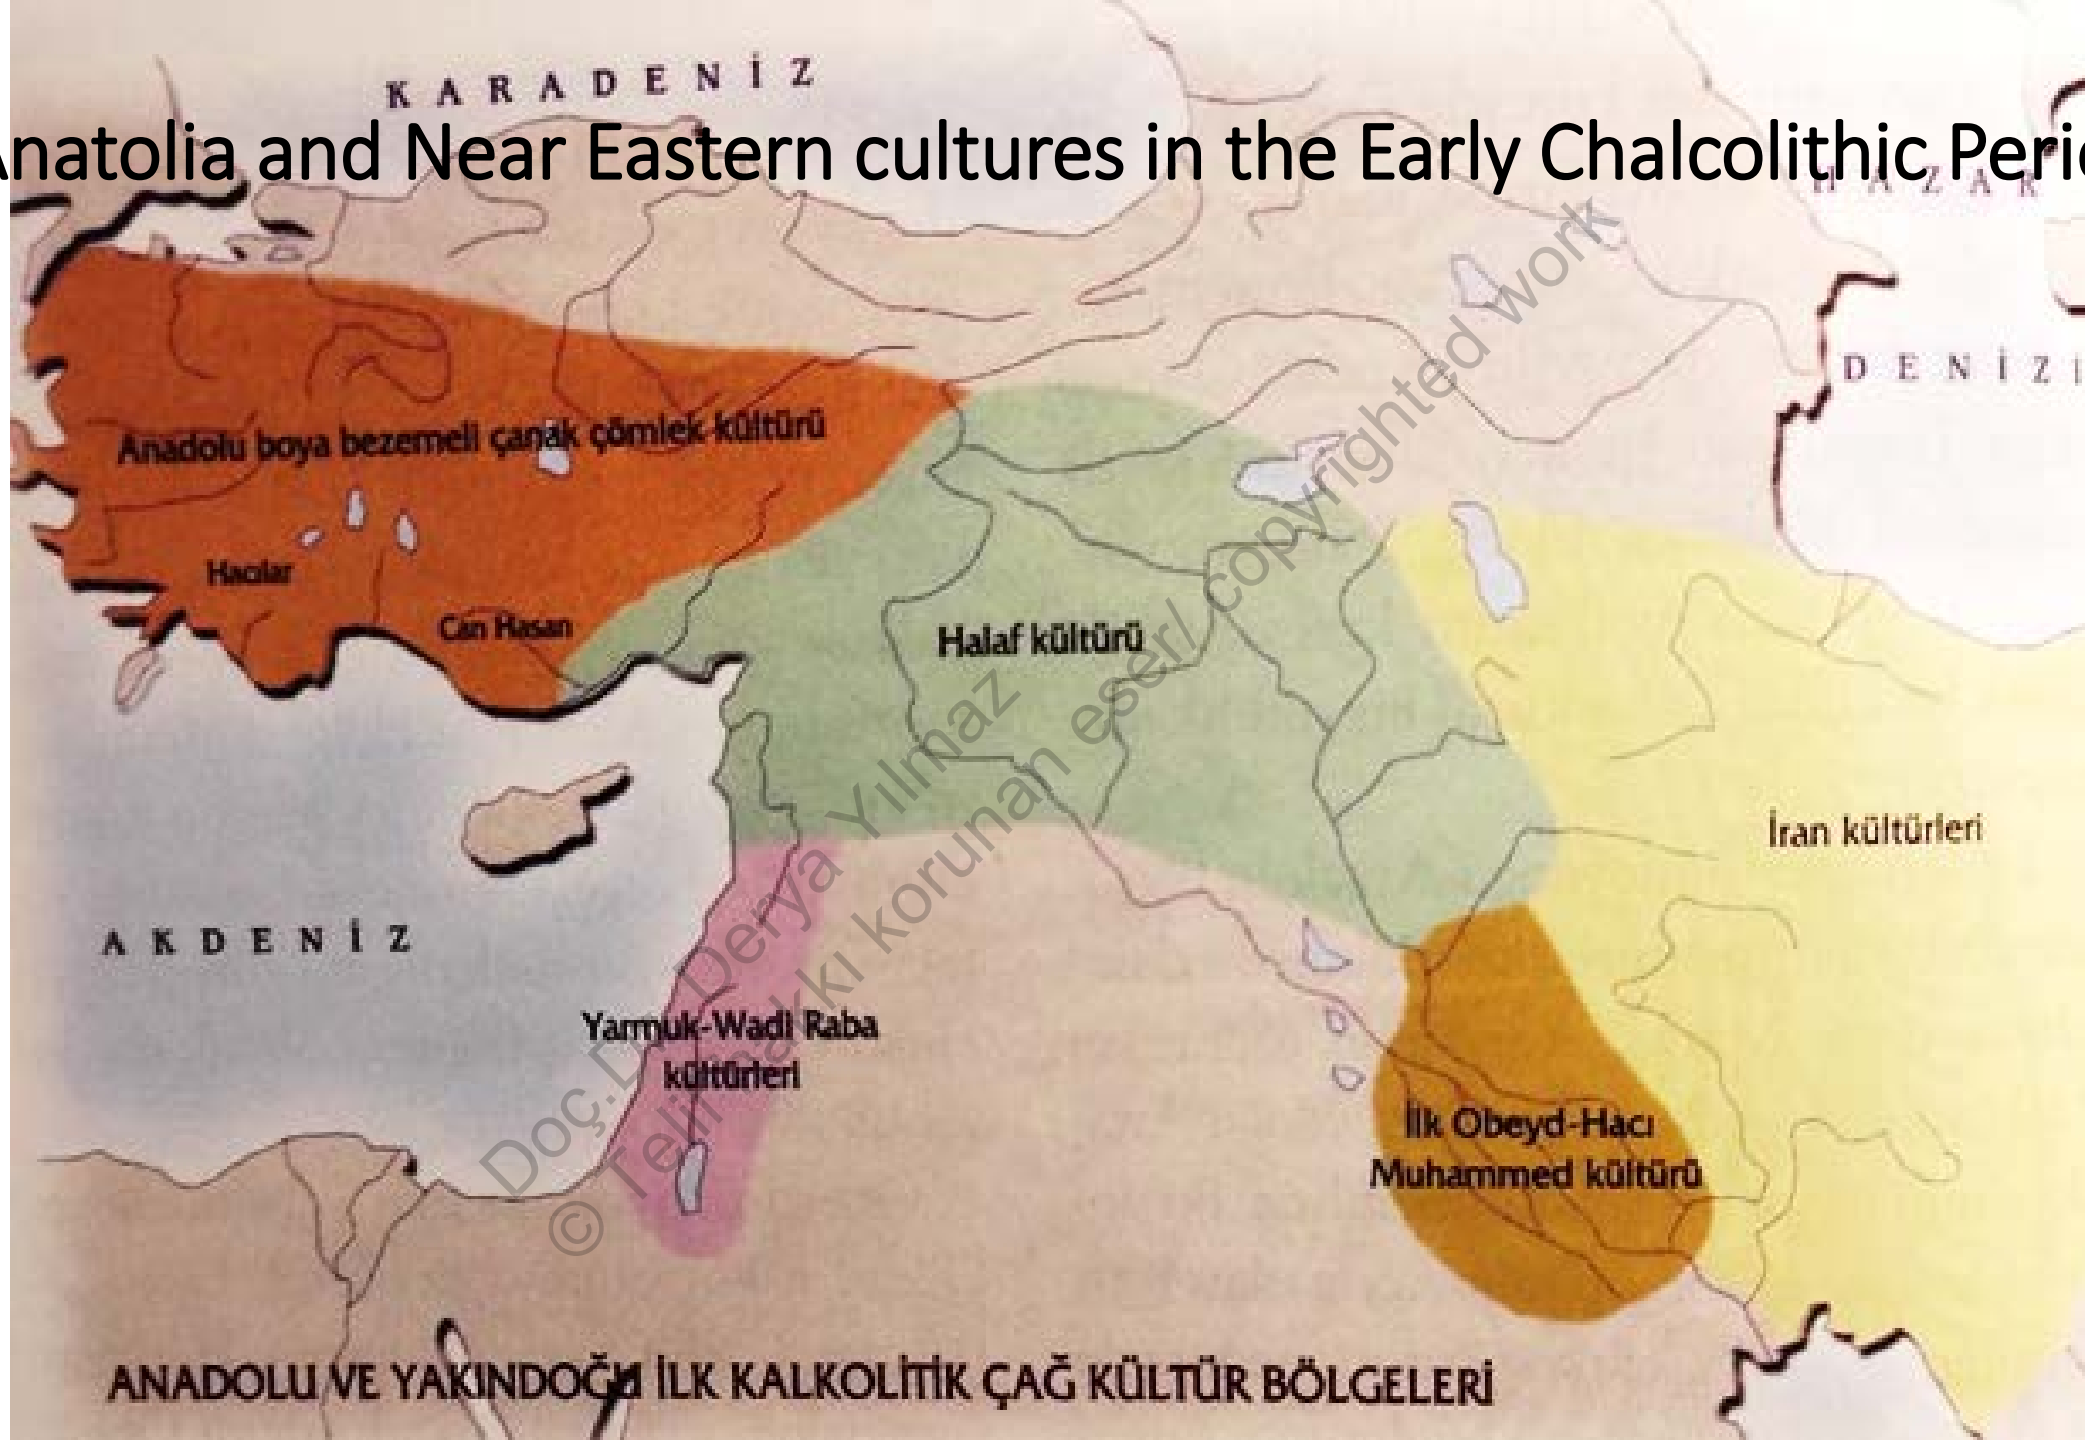 KARADENİZ
Anatolia and Near Eastern cultures in the Early Chalcolithic Peri
HAZAR
DENİZİ
Anadolu boya bezemeli çanak çömlek kültürü
Hacılar
Can Hasan
Halaf kültürü
İran kültürleri
AKDENİZ
Yarmuk-Wadi Raba
kültürleri
İlk Obeyd-Hacı
Muhammed kültürü
Doç.Dr. Derya Yılmaz
© Telif hakkı korunan eser/ copyrighted work
ANADOLU VE YAKINDOĞU İLK KALKOLİTİK ÇAĞ KÜLTÜR BÖLGELERİ